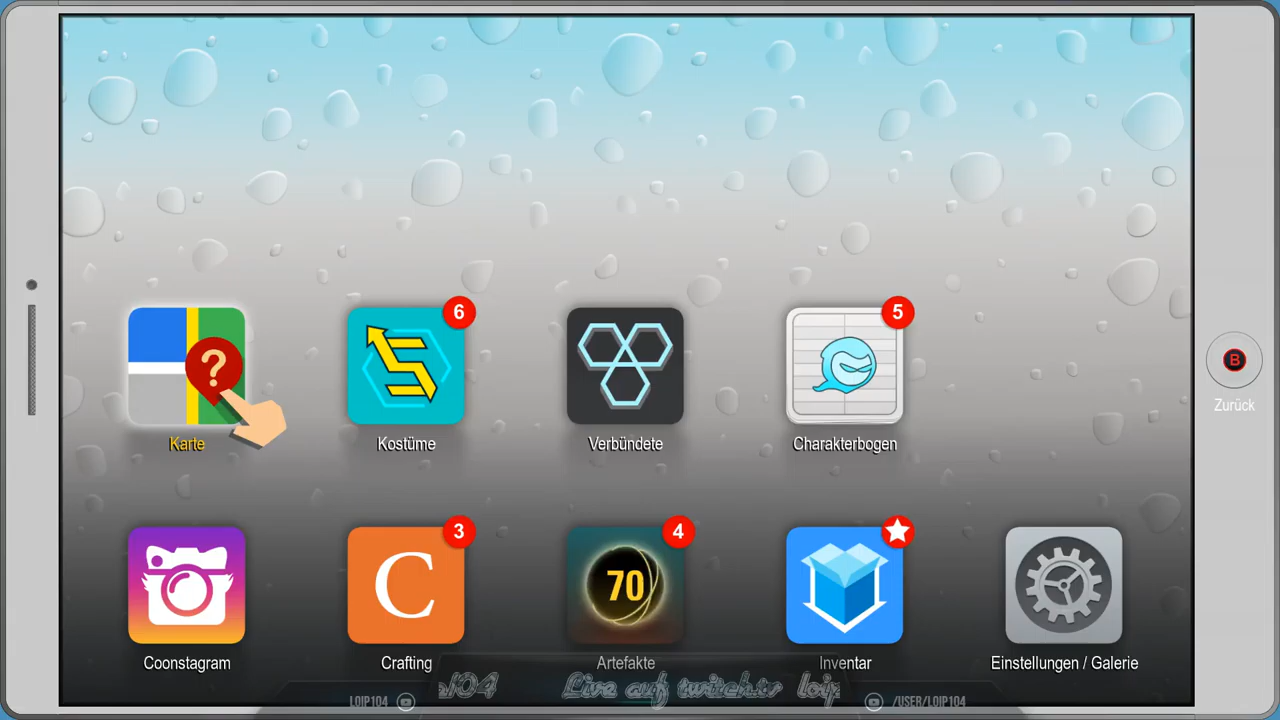 ?
6
5
B
Zurück
Karte
Kostüme
Verbündete
Charakterbogen
3
4
C
70
Coonstagram
Crafting
Artefakte
Inventar
Einstellungen / Galerie
Live auf twitch.tv
LOIP104
/USER/LOIP104